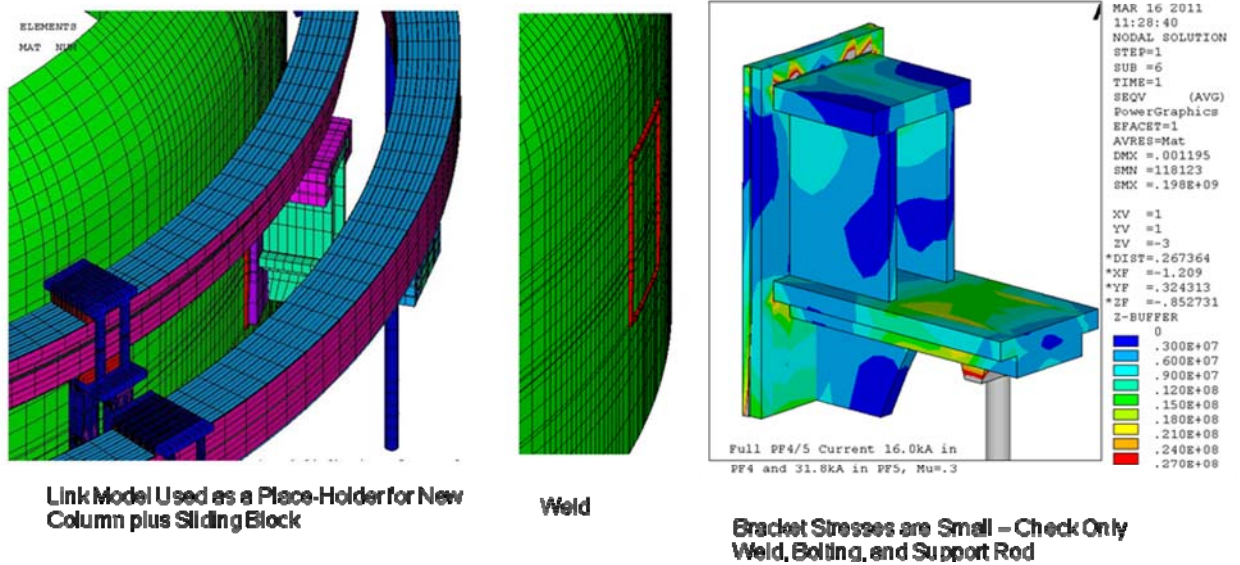 ELEMENTS
MAT NUM
Link Model Used as a Place-Holder for New
Column plus Sliding Block
Weld
MAR 16 2011
11:28:40
NODAL SOLUTION
STEP=1
SUB =6
TIME=1
SEQV (AVG)
PowerGraphics
EFACET=1
AVRES=Mat
DMX =.001195
SMN =118123
SMX =.198E+09
XV =1
YV =1
ZV =-3
*DIST=.267364
*XF =-1.209
*YF =.324313
*ZF =-.852731
Z-BUFFER
0
.300E+07
.600E+07
.900E+07
.120E+08
.150E+08
.180E+08
.210E+08
.240E+08
.270E+08
Full PF4/5 Current 16.0kA in
PF4 and 31.8kA in PF5, Mu=.3
Bracket Stresses are Small – Check Only
Weld, Bolting, and Support Rod